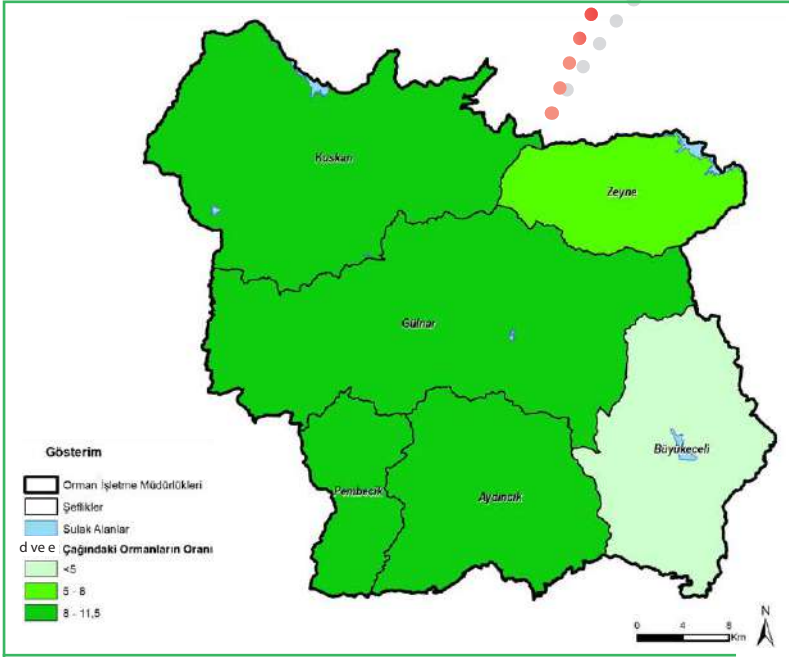 Kuskan
Zeyne
Gülnar
Büyükeceli
Pembecik
Aydıncık
Gösterim
Orman İşletme Müdürlükleri
Şeflikler
Sulak Alanlar
d ve e Çağındaki Ormanların Oranı
<5
5 - 8
8 - 11,5
N
0 4 8
Km